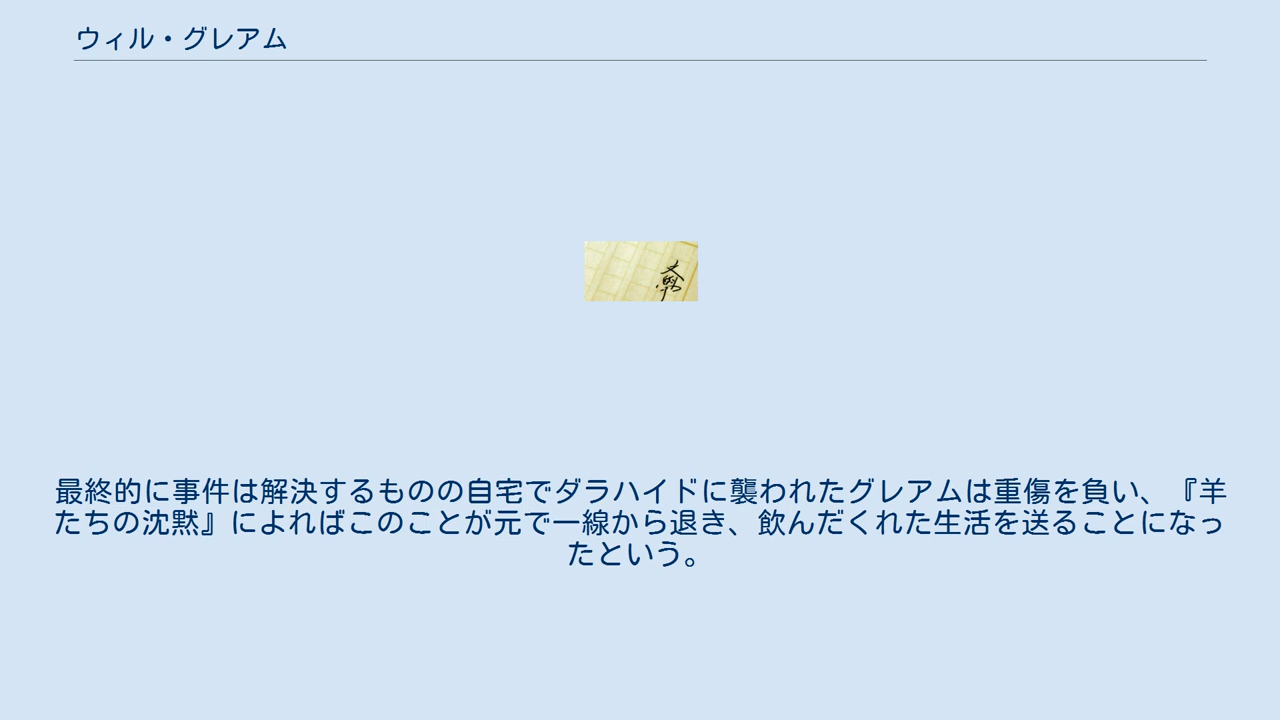 ウィル・グレアム
最終的に事件は解決するものの自宅でダラハイドに襲われたグレアムは重傷を負い、『羊
たちの沈黙』によればこのことが元で一線から退き、飲んだくれた生活を送ることになっ
たという。